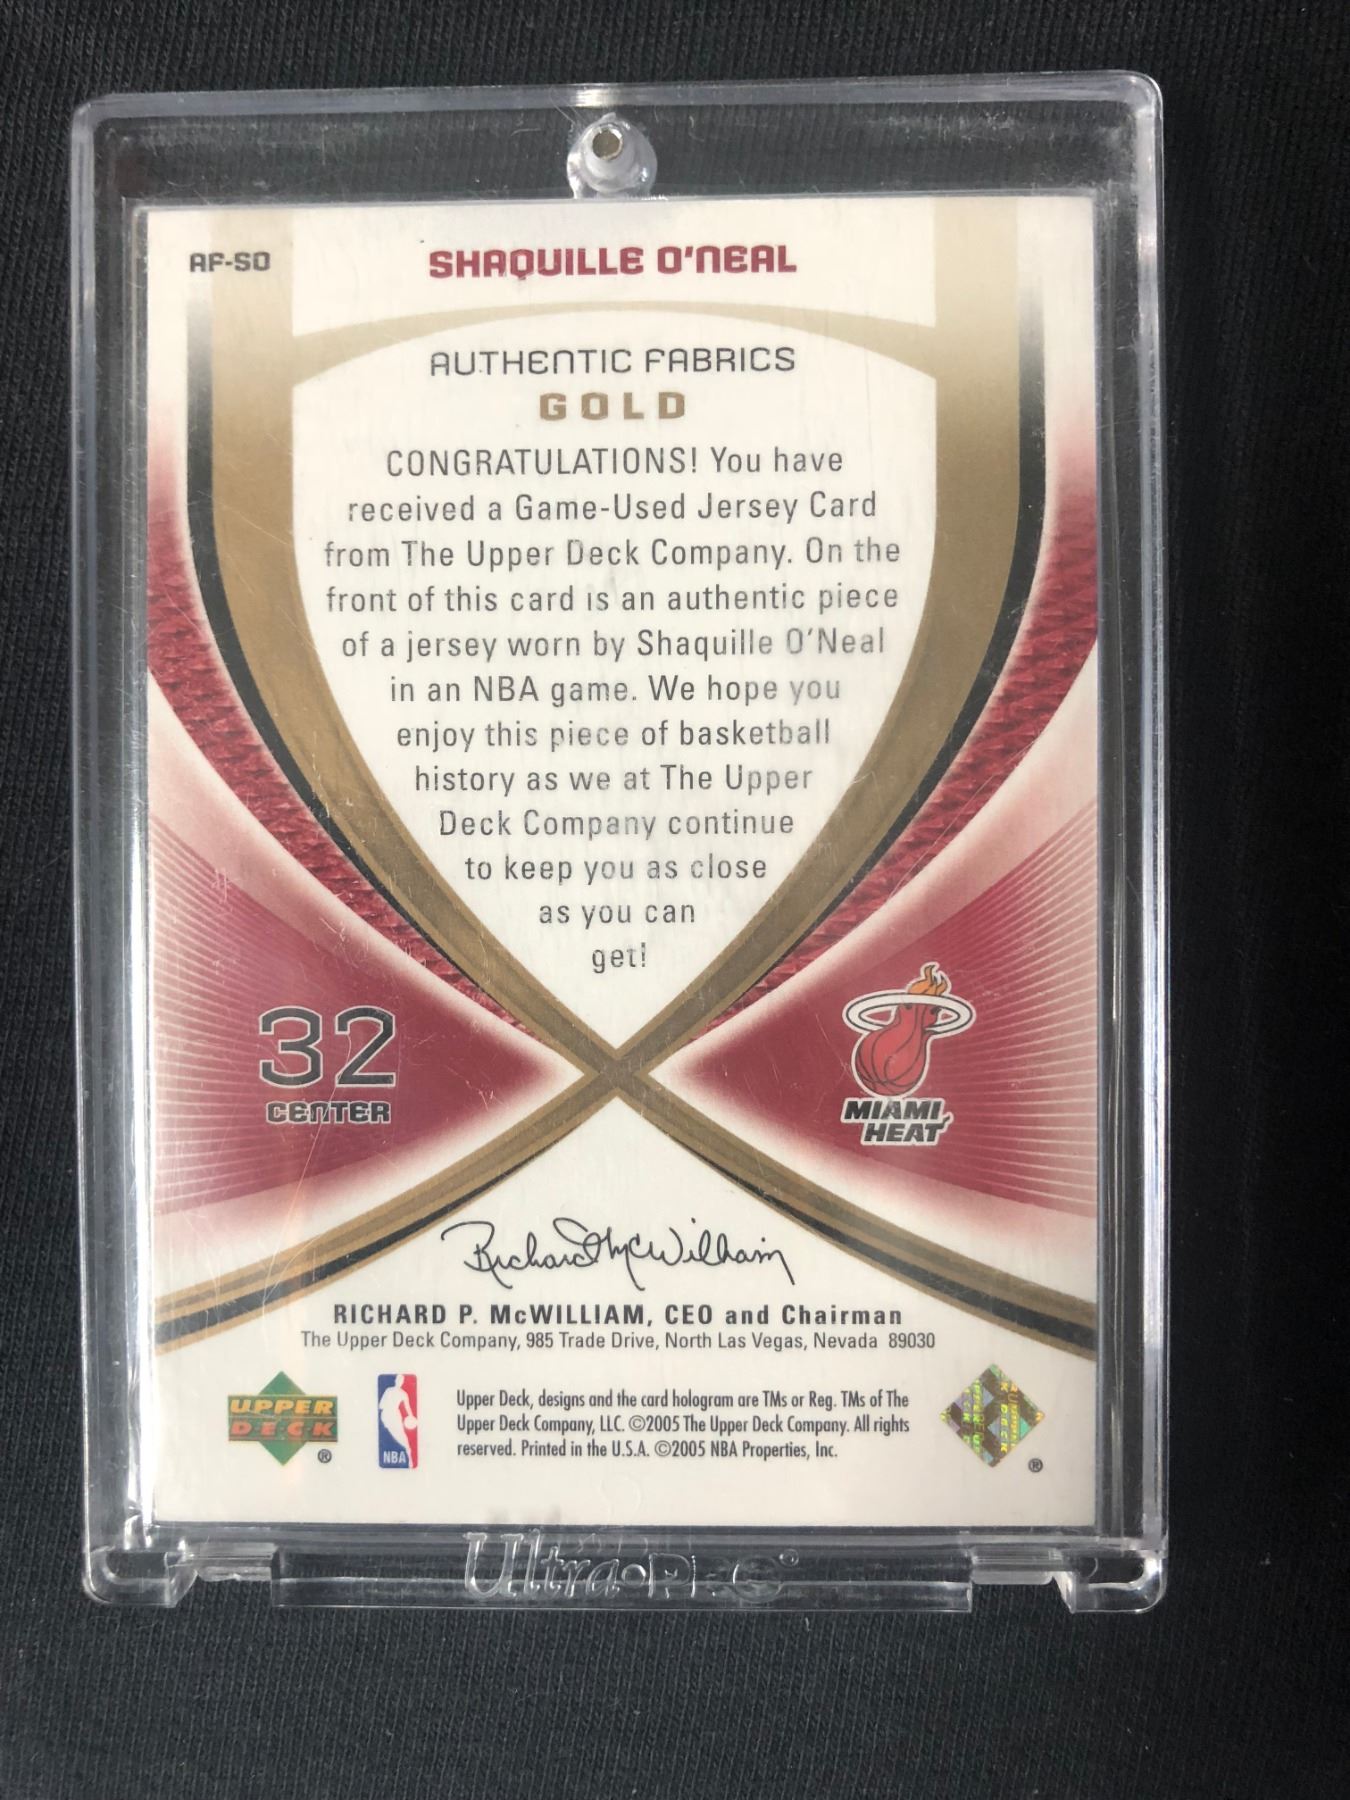 AF-SO
SHAQUILLE O'NEAL
AUTHENTIC FABRICS
GOLD
CONGRATULATIONS! You have
received a Game-Used Jersey Card
from The Upper Deck Company. On the
front of this card is an authentic piece
of a jersey worn by Shaquille O'Neal
in an NBA game. We hope you
enjoy this piece of basketball
history as we at The Upper
Deck Company continue
to keep you as close
as you can
get!
32
CENTER
MIAMI
HEAT
Richard McWilliam
RICHARD P. McWILLIAM, CEO and Chairman
The Upper Deck Company, 985 Trade Drive, North Las Vegas, Nevada 89030
UPPER
DECK
®
NBA
Upper Deck, designs and the card hologram are TMs or Reg. TMs of The
Upper Deck Company, LLC. ©2005 The Upper Deck Company. All rights
reserved. Printed in the U.S.A. ©2005 NBA Properties, Inc.
®
Ultra•PRO®